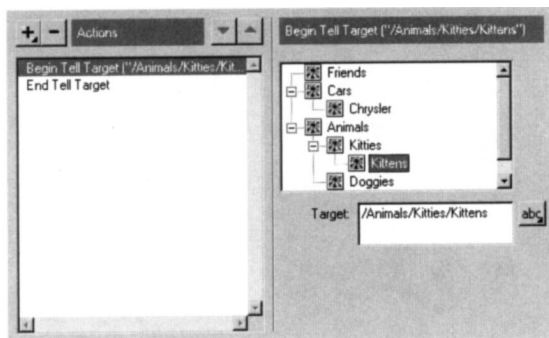 Actions
Begin Tell Target ("/Animals/Kitties/Kit...
End Tell Target
Begin Tell Target ("/Animals/Kitties/Kittens")
Friends
Cars
Chrysler
Animals
Kitties
Kittens
Doggies
Target: /Animals/Kitties/Kittens
abc